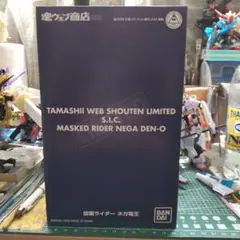 魂ウェブ商店
TAMASHII WEB SHOUTEN LIMITED
S.I.C.
MASKED RIDER NEGA DEN-O
仮面ライダー ネガ電王
BANDAI